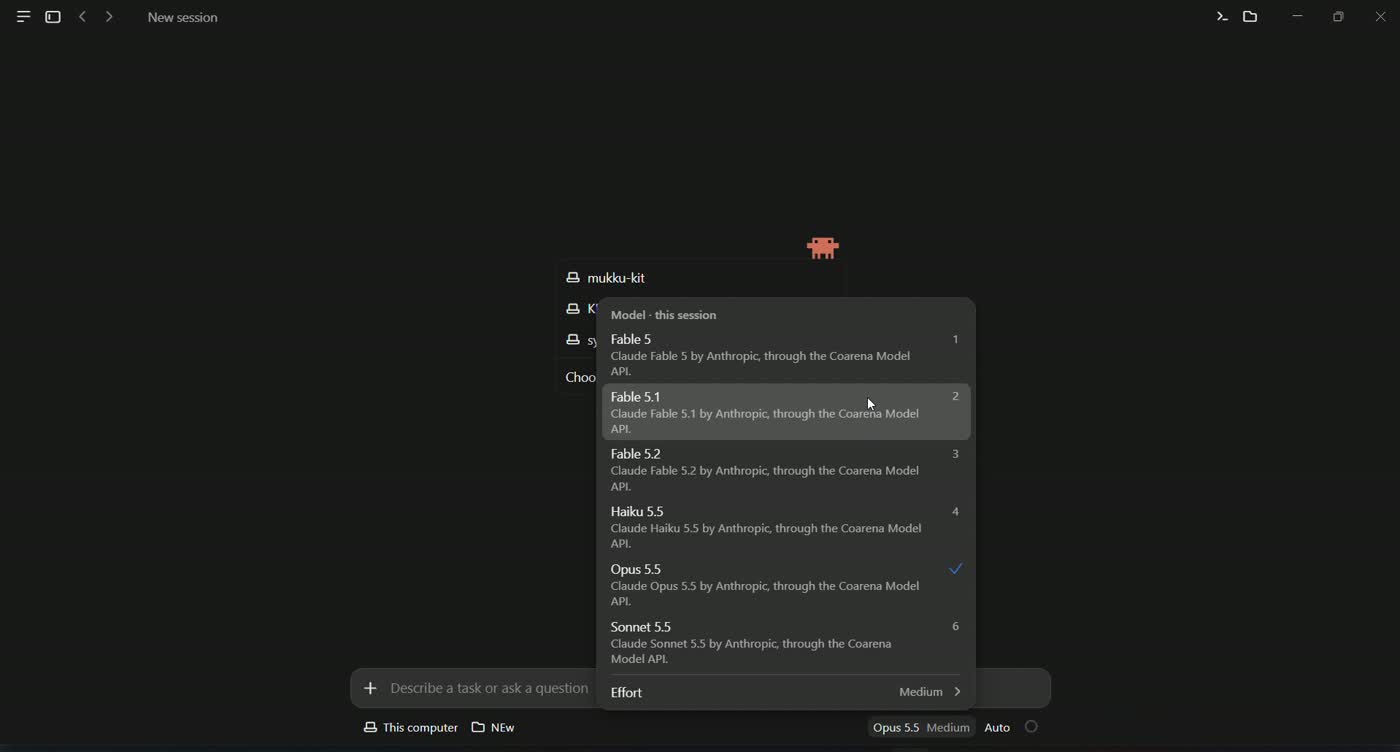 New session
mukku-kit
K
sy
Choo
Model · this session
Fable 5 1
Claude Fable 5 by Anthropic, through the Coarena Model
API.
Fable 5.1 2
Claude Fable 5.1 by Anthropic, through the Coarena Model
API.
Fable 5.2 3
Claude Fable 5.2 by Anthropic, through the Coarena Model
API.
Haiku 5.5 4
Claude Haiku 5.5 by Anthropic, through the Coarena Model
API.
Opus 5.5
Claude Opus 5.5 by Anthropic, through the Coarena Model
API.
Sonnet 5.5 6
Claude Sonnet 5.5 by Anthropic, through the Coarena
Model API.
Effort Medium
Describe a task or ask a question
This computer NEw Opus 5.5 Medium Auto